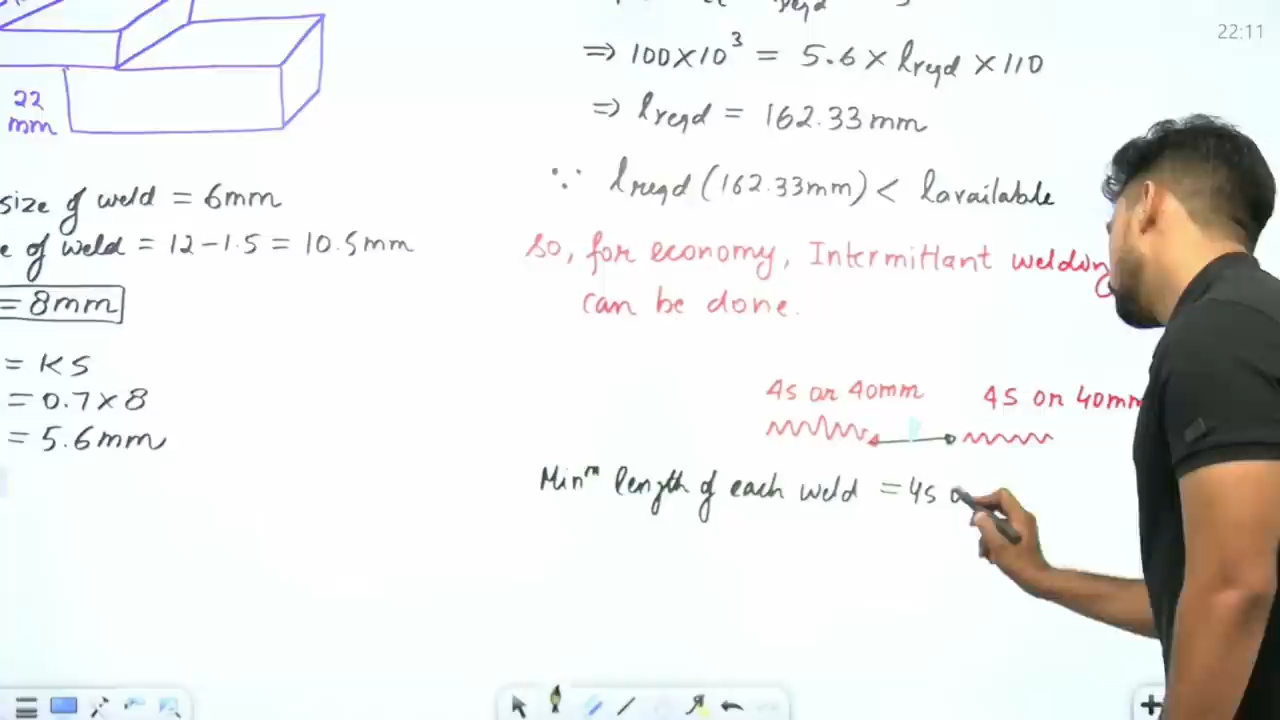 22:11
⇒ 100×10³ = 5.6 × lreqd × 110
22
mm
⇒ lreqd = 162.33 mm
∵ lreqd (162.33mm) < lavailable
size of weld = 6mm
e of weld = 12 - 1.5 = 10.5mm
= 8mm
So, for economy, Intermittant welding
can be done.
= KS
= 0.7 × 8
= 5.6mm
4s or 40mm
4s or 40mm
Minᵐ length of each weld = 4s o